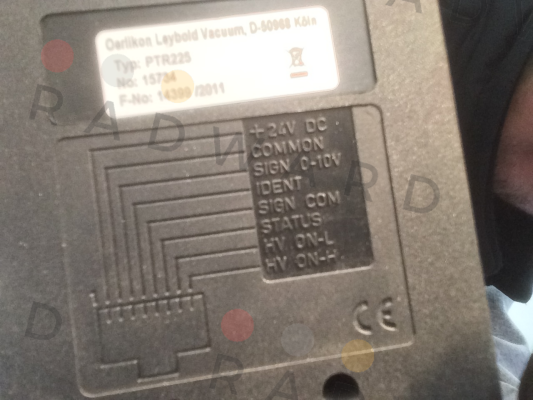 Oerlikon Leybold Vacuum, D-50968 Köln
Typ: PTR225
No: 15734
F-No: 14399 /2011
RADWARD
+24V DC
COMMON
SIGN 0-10V
IDENT
SIGN COM
STATUS
HV ON-L
HV ON-H
CE